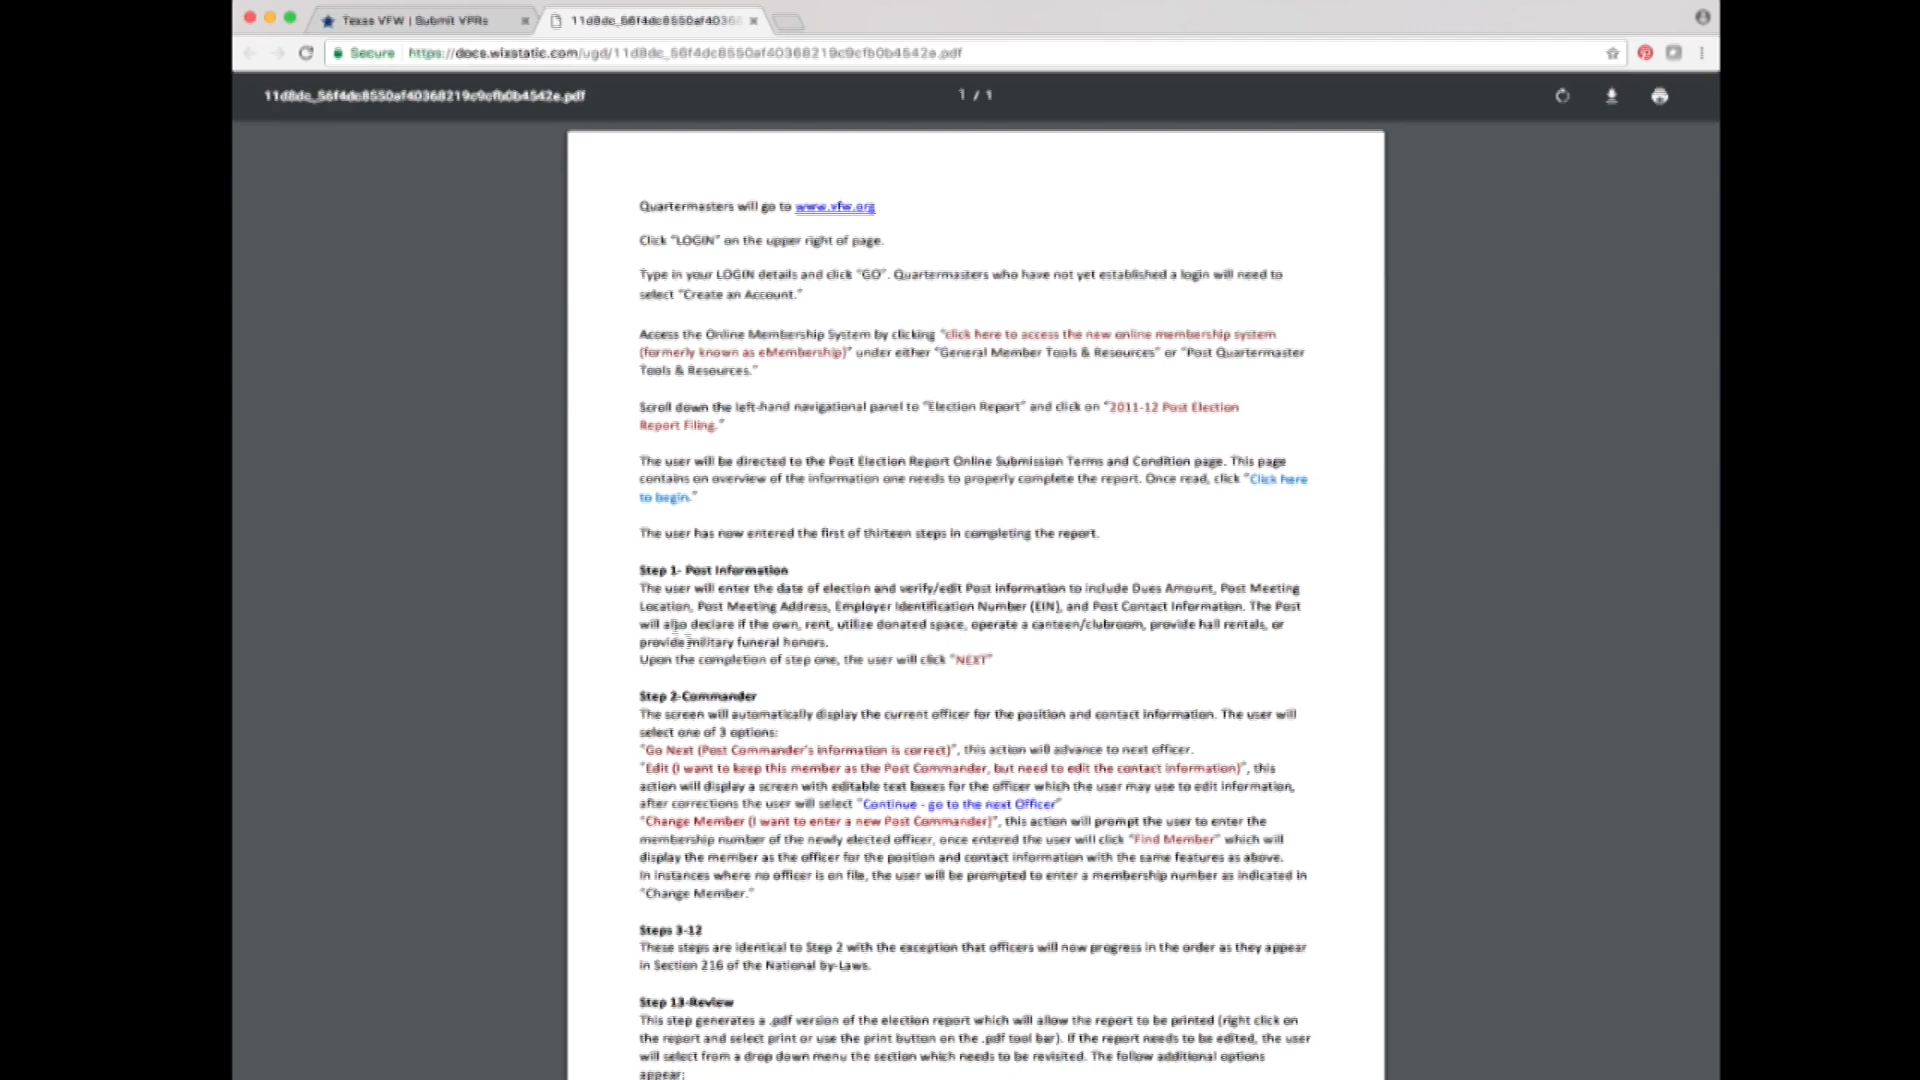 Texas VFW | Submit VPRs
11d8dc_56f4dc8550af40368
Secure https://docs.wixstatic.com/ugd/11d8dc_56f4dc8550af40368219c9cfb0b4542e.pdf
11d8dc_56f4dc8550af40368219c9cfb0b4542e.pdf
1 / 1
Quartermasters will go to www.vfw.org
Click "LOGIN" on the upper right of page.
Type in your LOGIN details and click "GO". Quartermasters who have not yet established a login will need to
select "Create an Account."
Access the Online Membership System by clicking "click here to access the new online membership system
(formerly known as eMembership)" under either "General Member Tools & Resources" or "Post Quartermaster
Tools & Resources."
Scroll down the left-hand navigational panel to "Election Report" and click on "2011-12 Post Election
Report Filing."
The user will be directed to the Post Election Report Online Submission Terms and Condition page. This page
contains on overview of the information one needs to properly complete the report. Once read, click "Click here
to begin."
The user has now entered the first of thirteen steps in completing the report.
Step 1- Post Information
The user will enter the date of election and verify/edit Post information to include Dues Amount, Post Meeting
Location, Post Meeting Address, Employer Identification Number (EIN), and Post Contact Information. The Post
will also declare if the own, rent, utilize donated space, operate a canteen/clubroom, provide hall rentals, or
provide military funeral honors.
Upon the completion of step one, the user will click "NEXT"
Step 2-Commander
The screen will automatically display the current officer for the position and contact information. The user will
select one of 3 options:
"Go Next (Post Commander's information is correct)", this action will advance to next officer.
"Edit (I want to keep this member as the Post Commander, but need to edit the contact information)", this
action will display a screen with editable text boxes for the officer which the user may use to edit information,
after corrections the user will select "Continue - go to the next Officer"
"Change Member (I want to enter a new Post Commander)", this action will prompt the user to enter the
membership number of the newly elected officer, once entered the user will click "Find Member" which will
display the member as the officer for the position and contact information with the same features as above.
In instances where no officer is on file, the user will be prompted to enter a membership number as indicated in
"Change Member."
Steps 3-12
These steps are identical to Step 2 with the exception that officers will now progress in the order as they appear
in Section 216 of the National by-Laws.
Step 13-Review
This step generates a .pdf version of the election report which will allow the report to be printed (right click on
the report and select print or use the print button on the .pdf tool bar). If the report needs to be edited, the user
will select from a drop down menu the section which needs to be revisited. The follow additional options
appear: